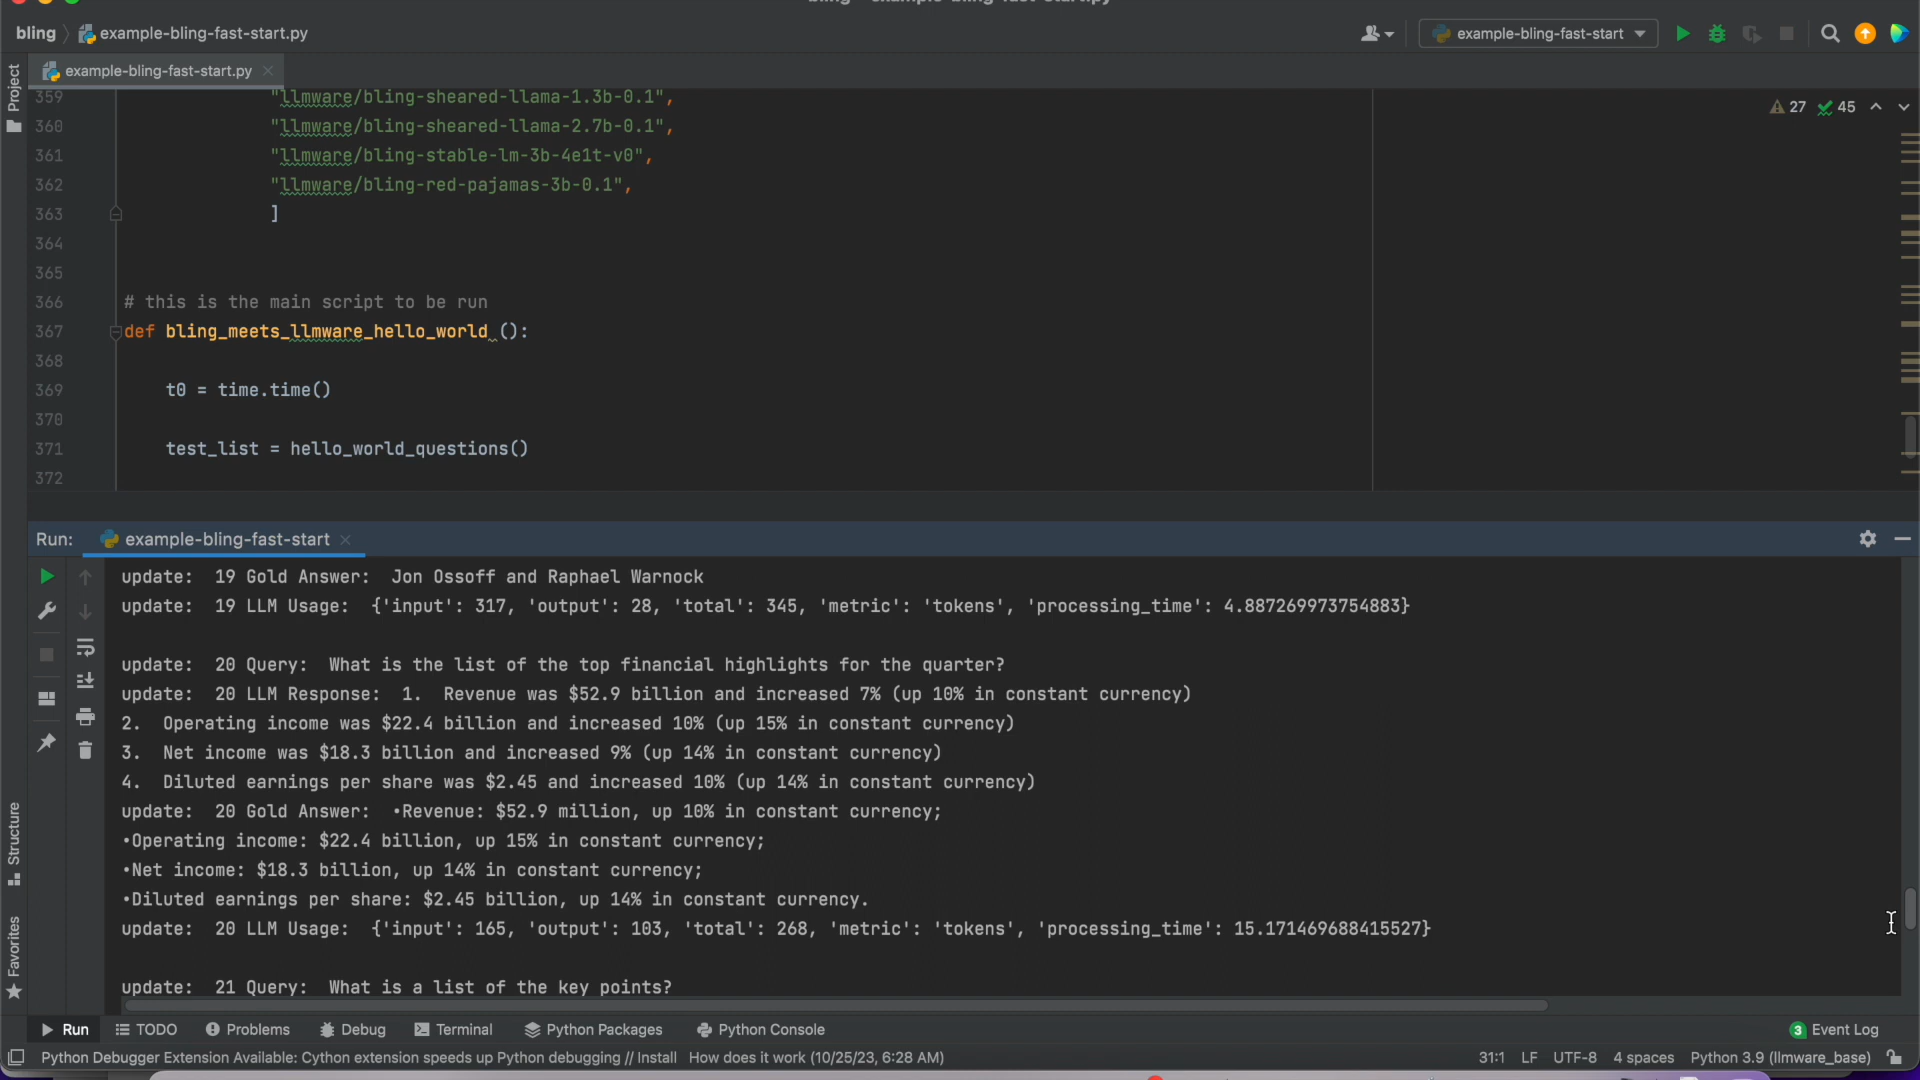 bling example-bling-fast-start.py
example-bling-fast-start
Project
example-bling-fast-start.py
27 45
359 "llmware/bling-sheared-llama-1.3b-0.1",
360 "llmware/bling-sheared-llama-2.7b-0.1",
361 "llmware/bling-stable-lm-3b-4e1t-v0",
362 "llmware/bling-red-pajamas-3b-0.1",
363 ]
364
365
366 # this is the main script to be run
367 def bling_meets_llmware_hello_world_():
368
369 t0 = time.time()
370
371 test_list = hello_world_questions()
372
Run: example-bling-fast-start
update: 19 Gold Answer: Jon Ossoff and Raphael Warnock
update: 19 LLM Usage: {'input': 317, 'output': 28, 'total': 345, 'metric': 'tokens', 'processing_time': 4.887269973754883}
update: 20 Query: What is the list of the top financial highlights for the quarter?
update: 20 LLM Response: 1. Revenue was $52.9 billion and increased 7% (up 10% in constant currency)
2. Operating income was $22.4 billion and increased 10% (up 15% in constant currency)
3. Net income was $18.3 billion and increased 9% (up 14% in constant currency)
4. Diluted earnings per share was $2.45 and increased 10% (up 14% in constant currency)
update: 20 Gold Answer: •Revenue: $52.9 million, up 10% in constant currency;
•Operating income: $22.4 billion, up 15% in constant currency;
•Net income: $18.3 billion, up 14% in constant currency;
•Diluted earnings per share: $2.45 billion, up 14% in constant currency.
update: 20 LLM Usage: {'input': 165, 'output': 103, 'total': 268, 'metric': 'tokens', 'processing_time': 15.171469688415527}
update: 21 Query: What is a list of the key points?
Structure
Favorites
Run TODO Problems Debug Terminal Python Packages Python Console 3 Event Log
Python Debugger Extension Available: Cython extension speeds up Python debugging // Install How does it work (10/25/23, 6:28 AM) 31:1 LF UTF-8 4 spaces Python 3.9 (llmware_base)